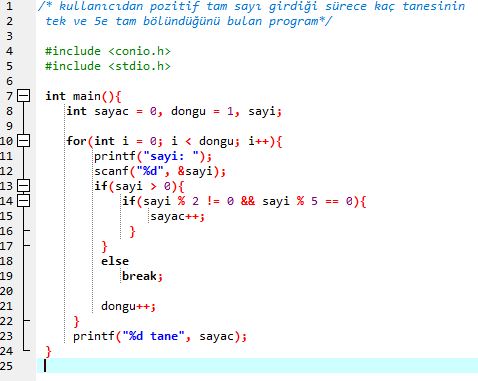 1 /* kullanıcıdan pozitif tam sayı girdiği sürece kaç tanesinin
2 tek ve 5e tam bölündüğünü bulan program*/
3
4 #include <conio.h>
5 #include <stdio.h>
6
7 int main(){
8 int sayac = 0, dongu = 1, sayi;
9
10 for(int i = 0; i < dongu; i++){
11 printf("sayi: ");
12 scanf("%d", &sayi);
13 if(sayi > 0){
14 if(sayi % 2 != 0 && sayi % 5 == 0){
15 sayac++;
16 }
17 }
18 else
19 break;
20
21 dongu++;
22 }
23 printf("%d tane", sayac);
24 }
25